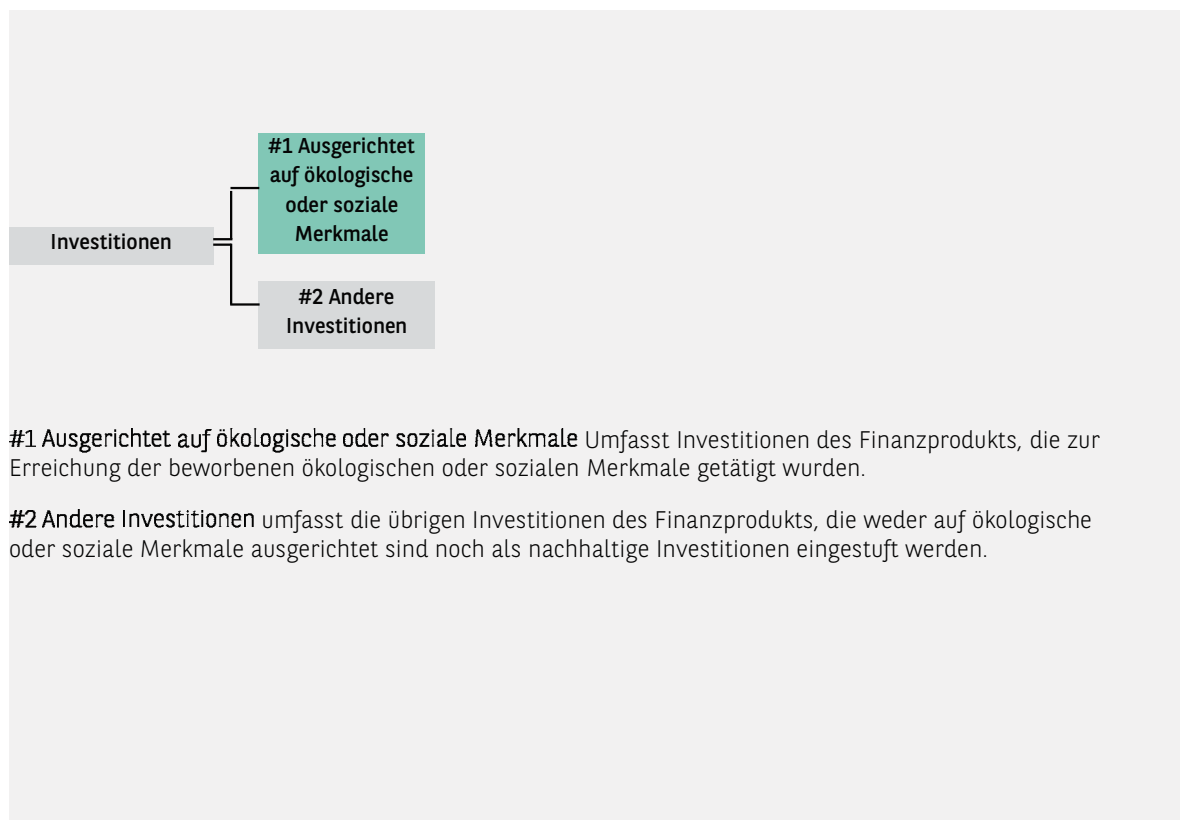 #1 Ausgerichtet
auf ökologische
oder soziale
Merkmale
Investitionen
#2 Andere
Investitionen
#1 Ausgerichtet auf ökologische oder soziale Merkmale Umfasst Investitionen des Finanzprodukts, die zur
Erreichung der beworbenen ökologischen oder sozialen Merkmale getätigt wurden.
#2 Andere Investitionen umfasst die übrigen Investitionen des Finanzprodukts, die weder auf ökologische
oder soziale Merkmale ausgerichtet sind noch als nachhaltige Investitionen eingestuft werden.